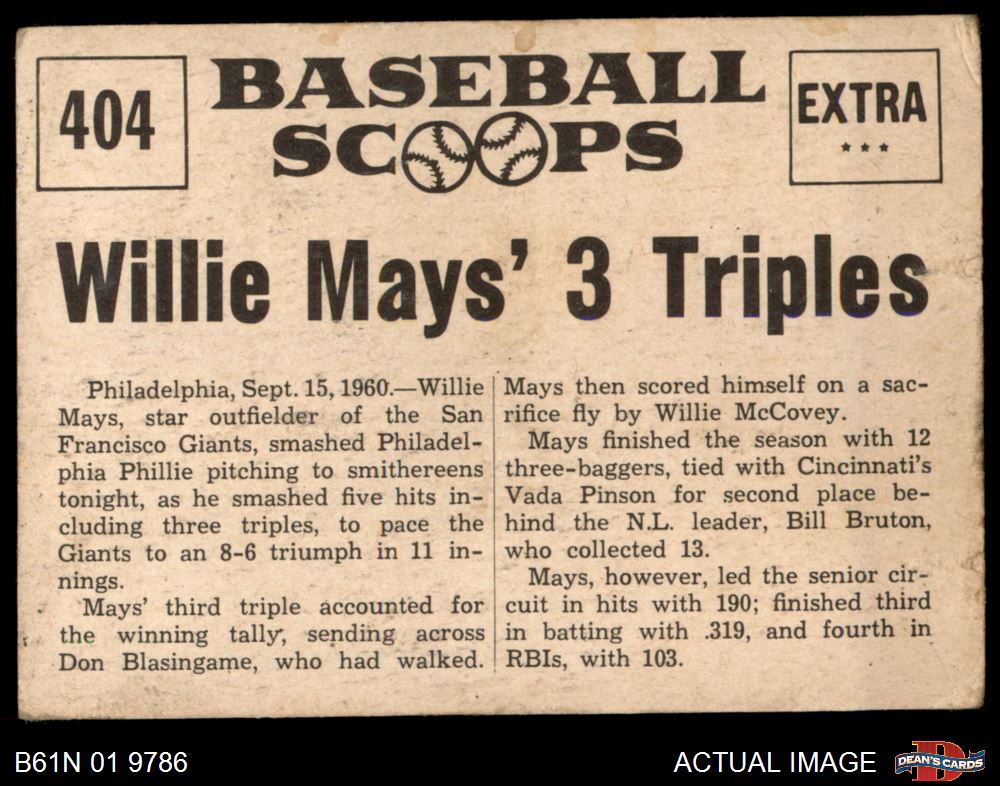 404
BASEBALL
SCOOPS
EXTRA
Willie Mays' 3 Triples
Philadelphia, Sept. 15, 1960.—Willie
Mays, star outfielder of the San
Francisco Giants, smashed Philadel-
phia Phillie pitching to smithereens
tonight, as he smashed five hits in-
cluding three triples, to pace the
Giants to an 8-6 triumph in 11 in-
nings.
Mays' third triple accounted for
the winning tally, sending across
Don Blasingame, who had walked.
Mays then scored himself on a sac-
rifice fly by Willie McCovey.
Mays finished the season with 12
three-baggers, tied with Cincinnati's
Vada Pinson for second place be-
hind the N.L. leader, Bill Bruton,
who collected 13.
Mays, however, led the senior cir-
cuit in hits with 190; finished third
in batting with .319, and fourth in
RBIs, with 103.
B61N 01 9786
ACTUAL IMAGE
D
DEAN'S CARDS